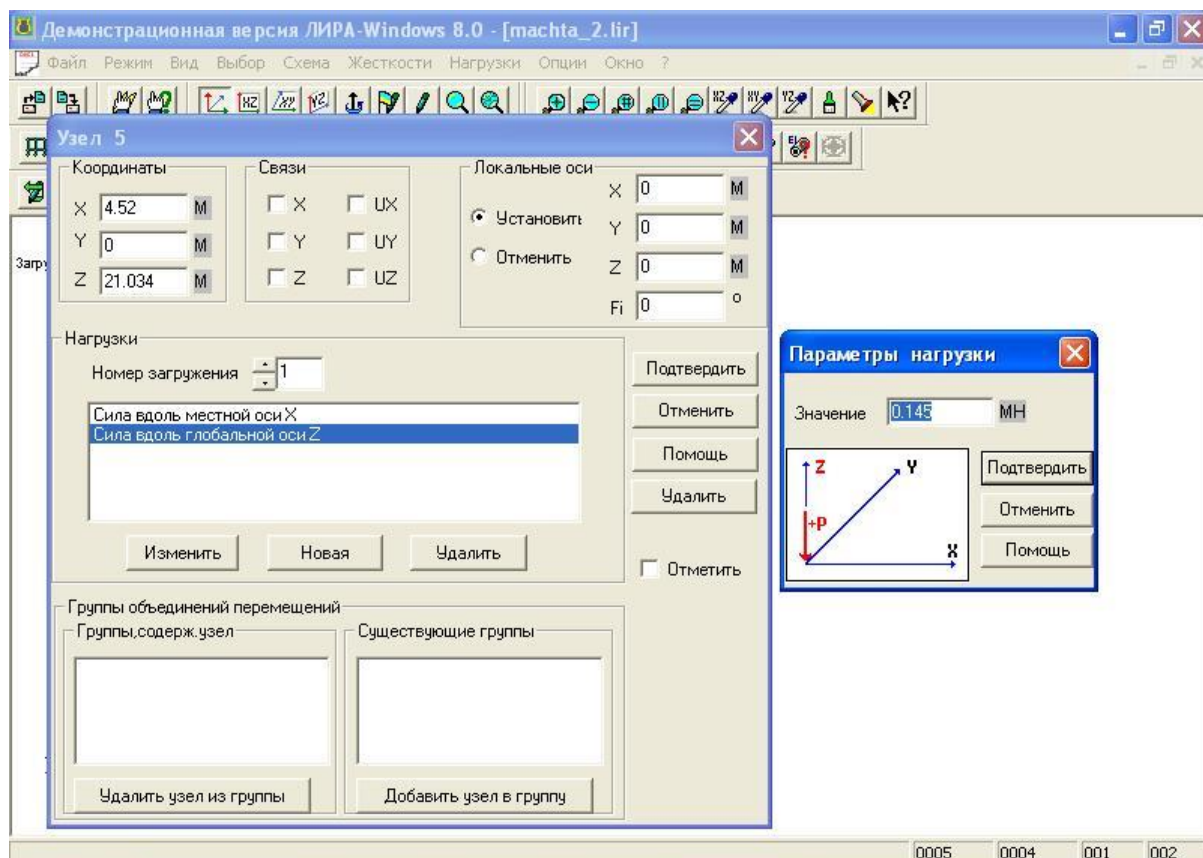 Демонстрационная версия ЛИРА-Windows 8.0 - [machta_2.lir]
Файл Режим Вид Выбор Схема Жесткости Нагрузки Опции Окно ?
Узел 5
Координаты
X 4.52 М
Y 0 М
Z 21.034 М
Связи
X UX
Y UY
Z UZ
Локальные оси
Установить
Отменить
X 0 М
Y 0 М
Z 0 М
Fi 0 °
Загру
Нагрузки
Номер загружения 1
Сила вдоль местной оси X
Сила вдоль глобальной оси Z
Изменить Новая Удалить
Подтвердить
Отменить
Помощь
Удалить
Отметить
Группы объединений перемещений
Группы,содерж.узел
Существующие группы
Удалить узел из группы
Добавить узел в группу
Параметры нагрузки
Значение 0.145 МН
Z Y
+P
X
Подтвердить
Отменить
Помощь
0005 0004 001 002